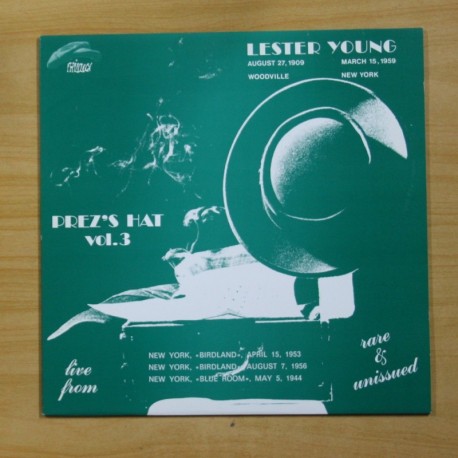 LESTER YOUNG
AUGUST 27, 1909 MARCH 15, 1959
WOODVILLE NEW YORK
PREZ'S HAT
vol. 3
NEW YORK, «BIRDLAND», APRIL 15, 1953
NEW YORK, «BIRDLAND», AUGUST 7, 1956
NEW YORK, «BLUE ROOM», MAY 5, 1944
live
from
rare
&
unissued